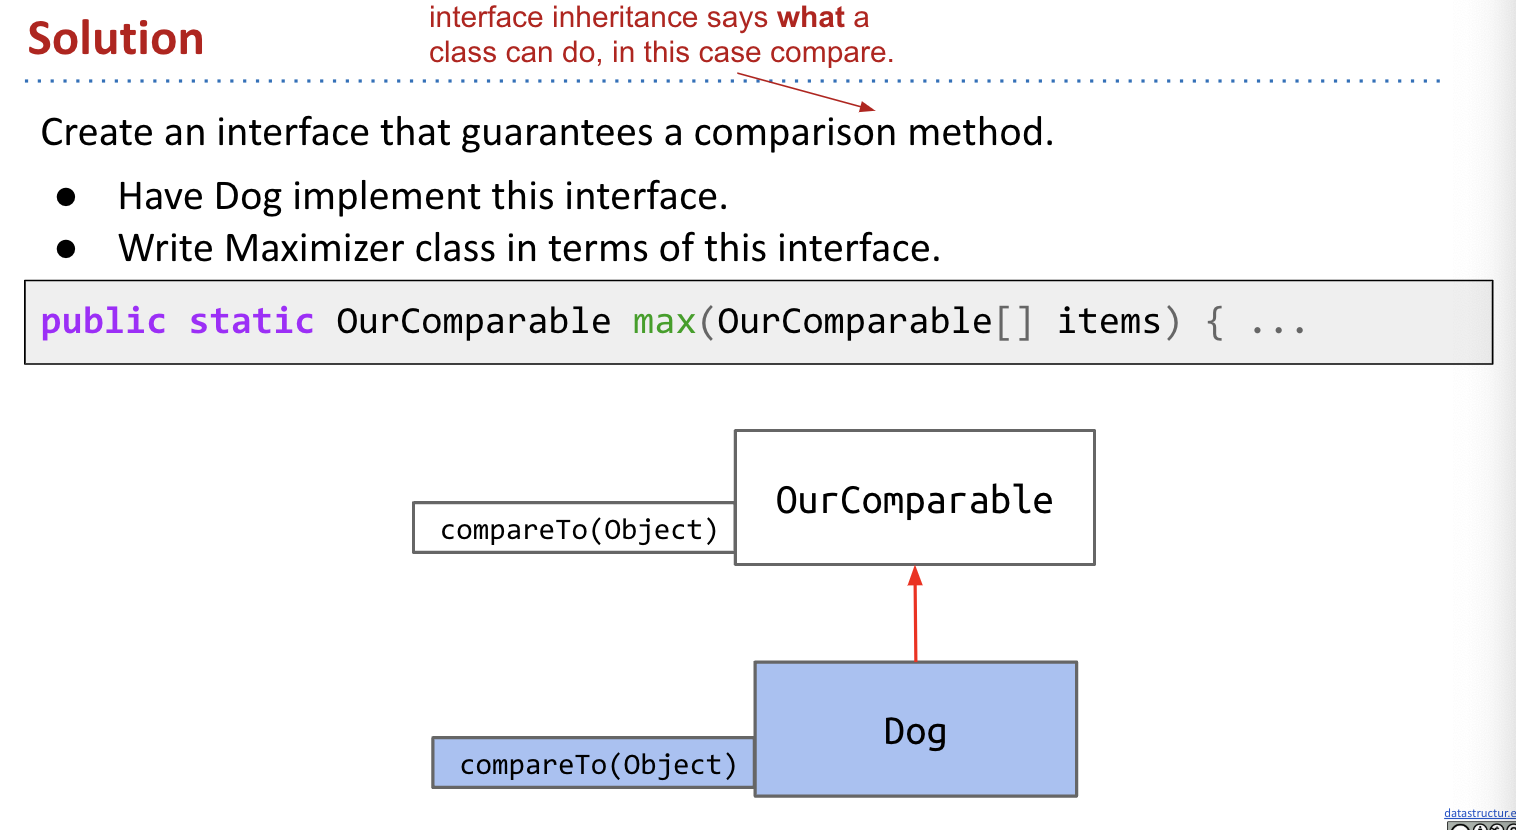 Solution
interface inheritance says what a
class can do, in this case compare.
Create an interface that guarantees a comparison method.
● Have Dog implement this interface.
● Write Maximizer class in terms of this interface.
public static OurComparable max(OurComparable[] items) { ...
OurComparable
compareTo(Object)
Dog
compareTo(Object)
datastructur.e